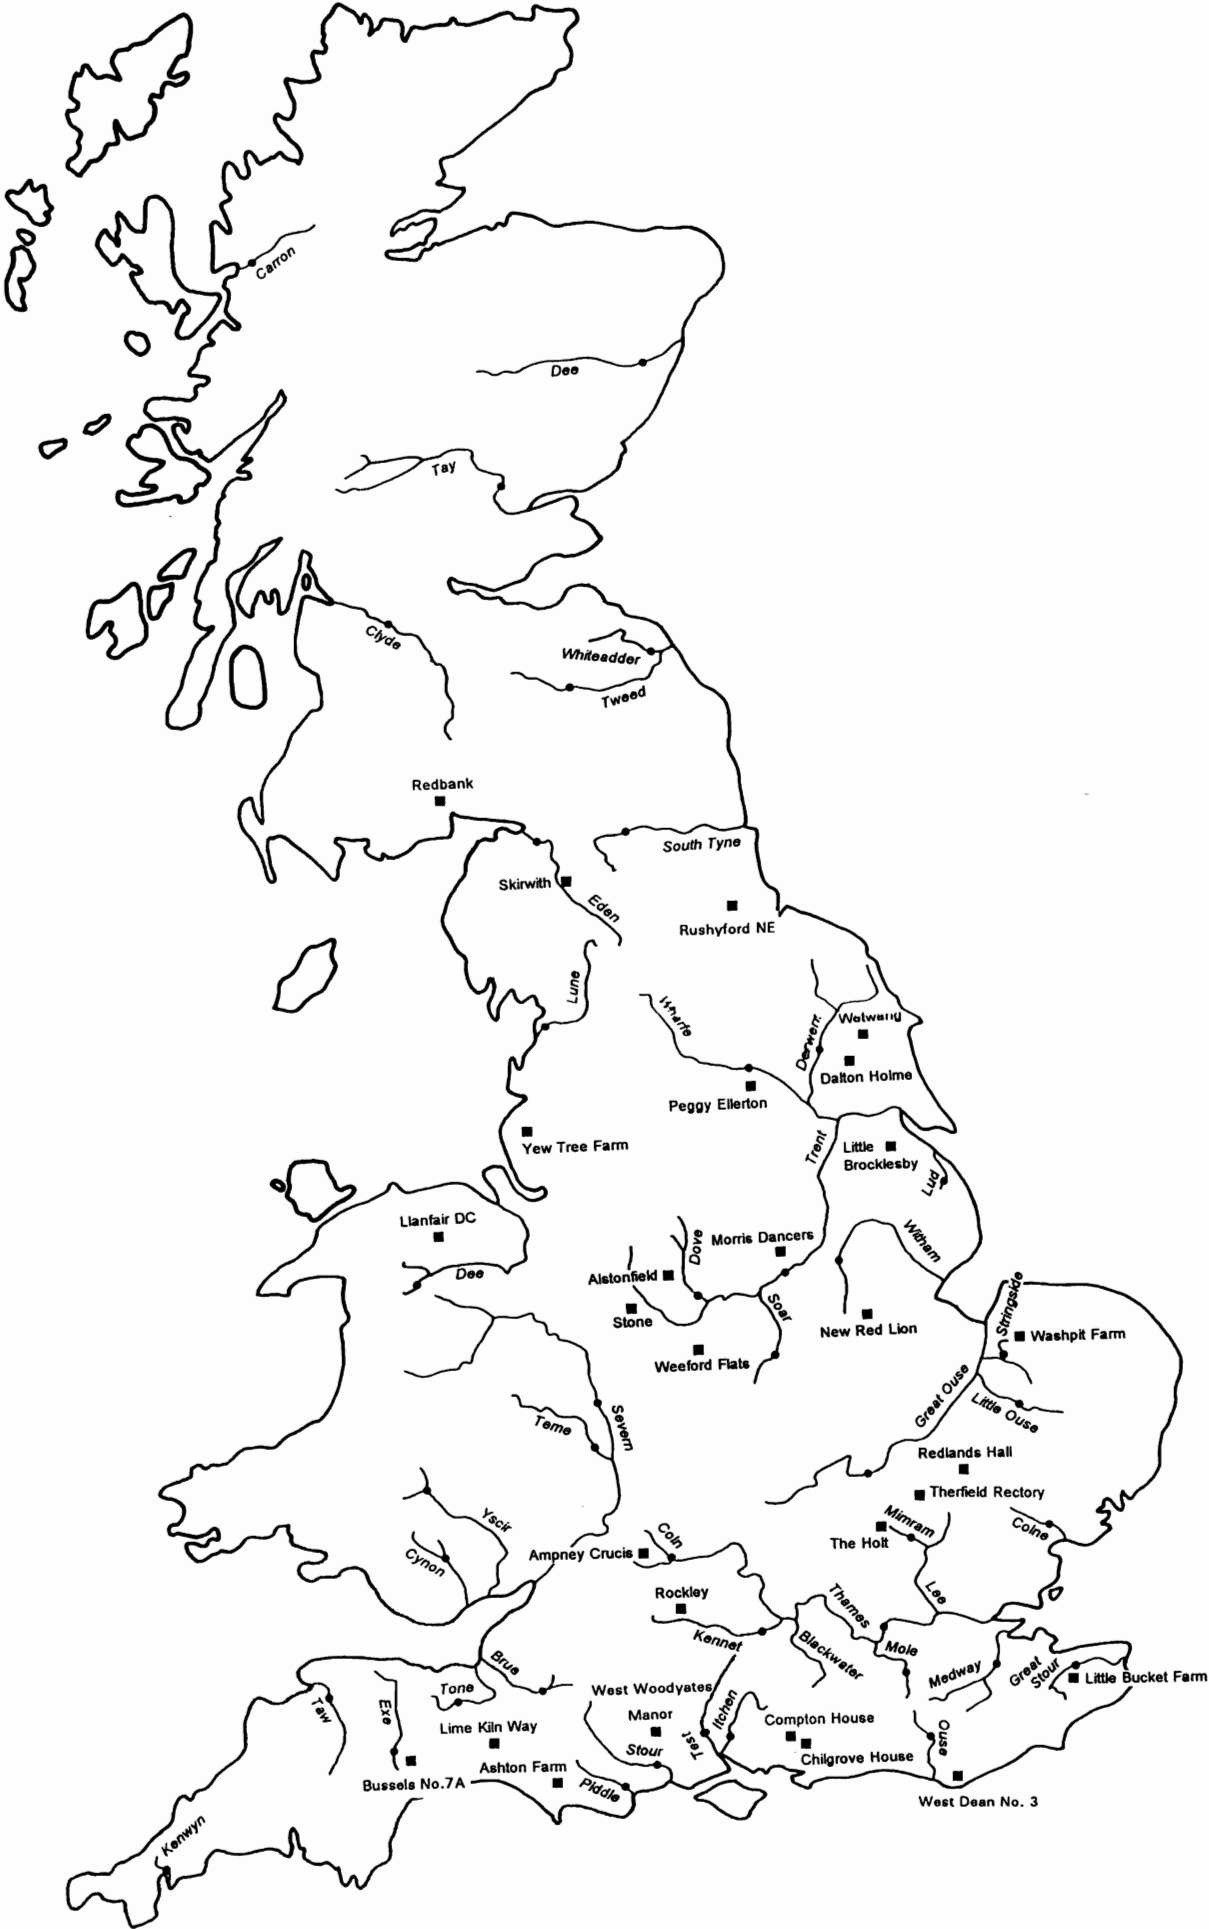 Carron
Dee
Tay
Clyde
Whiteadder
Tweed
Redbank
South Tyne
Skirwith
Eden
Rushyford NE
Lune
Wharfe
Derwent
Wetwang
Dalton Holme
Peggy Ellerton
Yew Tree Farm
Trent
Little
Brocklesby
Lud
Llanfair DC
Dee
Dove
Morris Dancers
Witham
Alstonfield
Stone
Soar
New Red Lion
Stringside
Washpit Farm
Weeford Flats
Great Ouse
Little Ouse
Teme
Severn
Redlands Hall
Therfield Rectory
Yscir
Cynon
Coln
Ampney Crucis
Mimram
The Holt
Colne
Lee
Rockley
Kennet
Thames
Blackwater
Mole
Medway
Great
Stour
Little Bucket Farm
Brue
Tone
Taw
Exe
West Woodyates
Manor
Itchen
Test
Lime Kiln Way
Stour
Compton House
Chilgrove House
Ouse
Ashton Farm
Piddle
Bussels No.7A
West Dean No. 3
Kenwyn